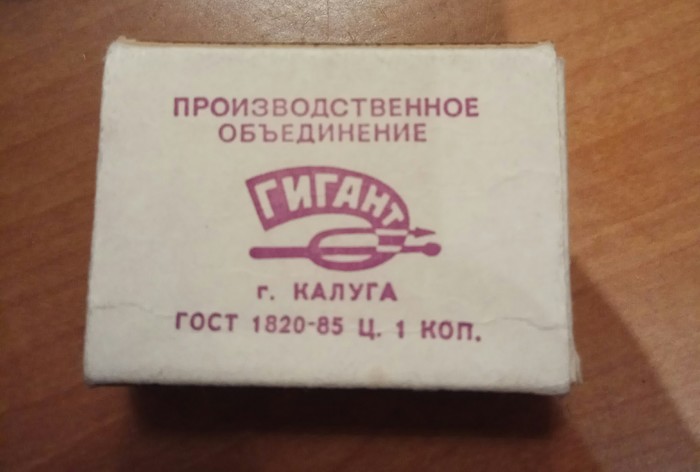 ПРОИЗВОДСТВЕННОЕ
ОБЪЕДИНЕНИЕ
ГИГАНТ
г. КАЛУГА
ГОСТ 1820-85 Ц. 1 КОП.